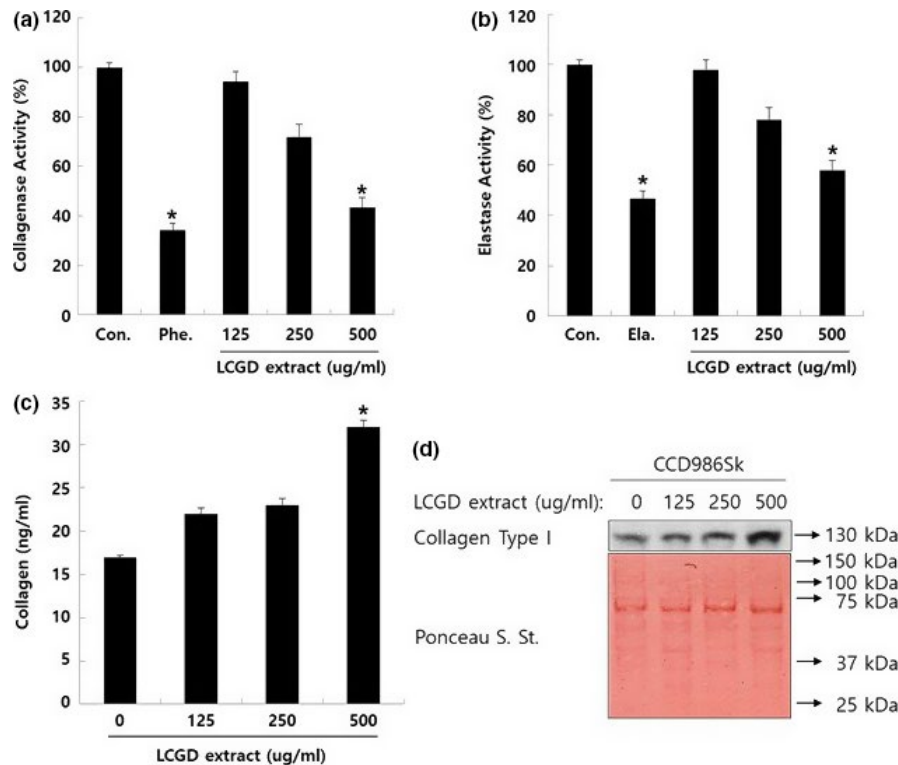 (a)
120
100
80
60
40
20
0
Collagenase Activity (%)
*
*
Con. Phe. 125 250 500
LCGD extract (ug/ml)
(b)
120
100
80
60
40
20
0
Elastase Activity (%)
*
*
Con. Ela. 125 250 500
LCGD extract (ug/ml)
(c)
35
30
25
20
15
10
5
0
Collagen (ng/ml)
*
0 125 250 500
LCGD extract (ug/ml)
(d)
CCD986Sk
LCGD extract (ug/ml): 0 125 250 500
Collagen Type I → 130 kDa
→ 150 kDa
→ 100 kDa
→ 75 kDa
Ponceau S. St.
→ 37 kDa
→ 25 kDa